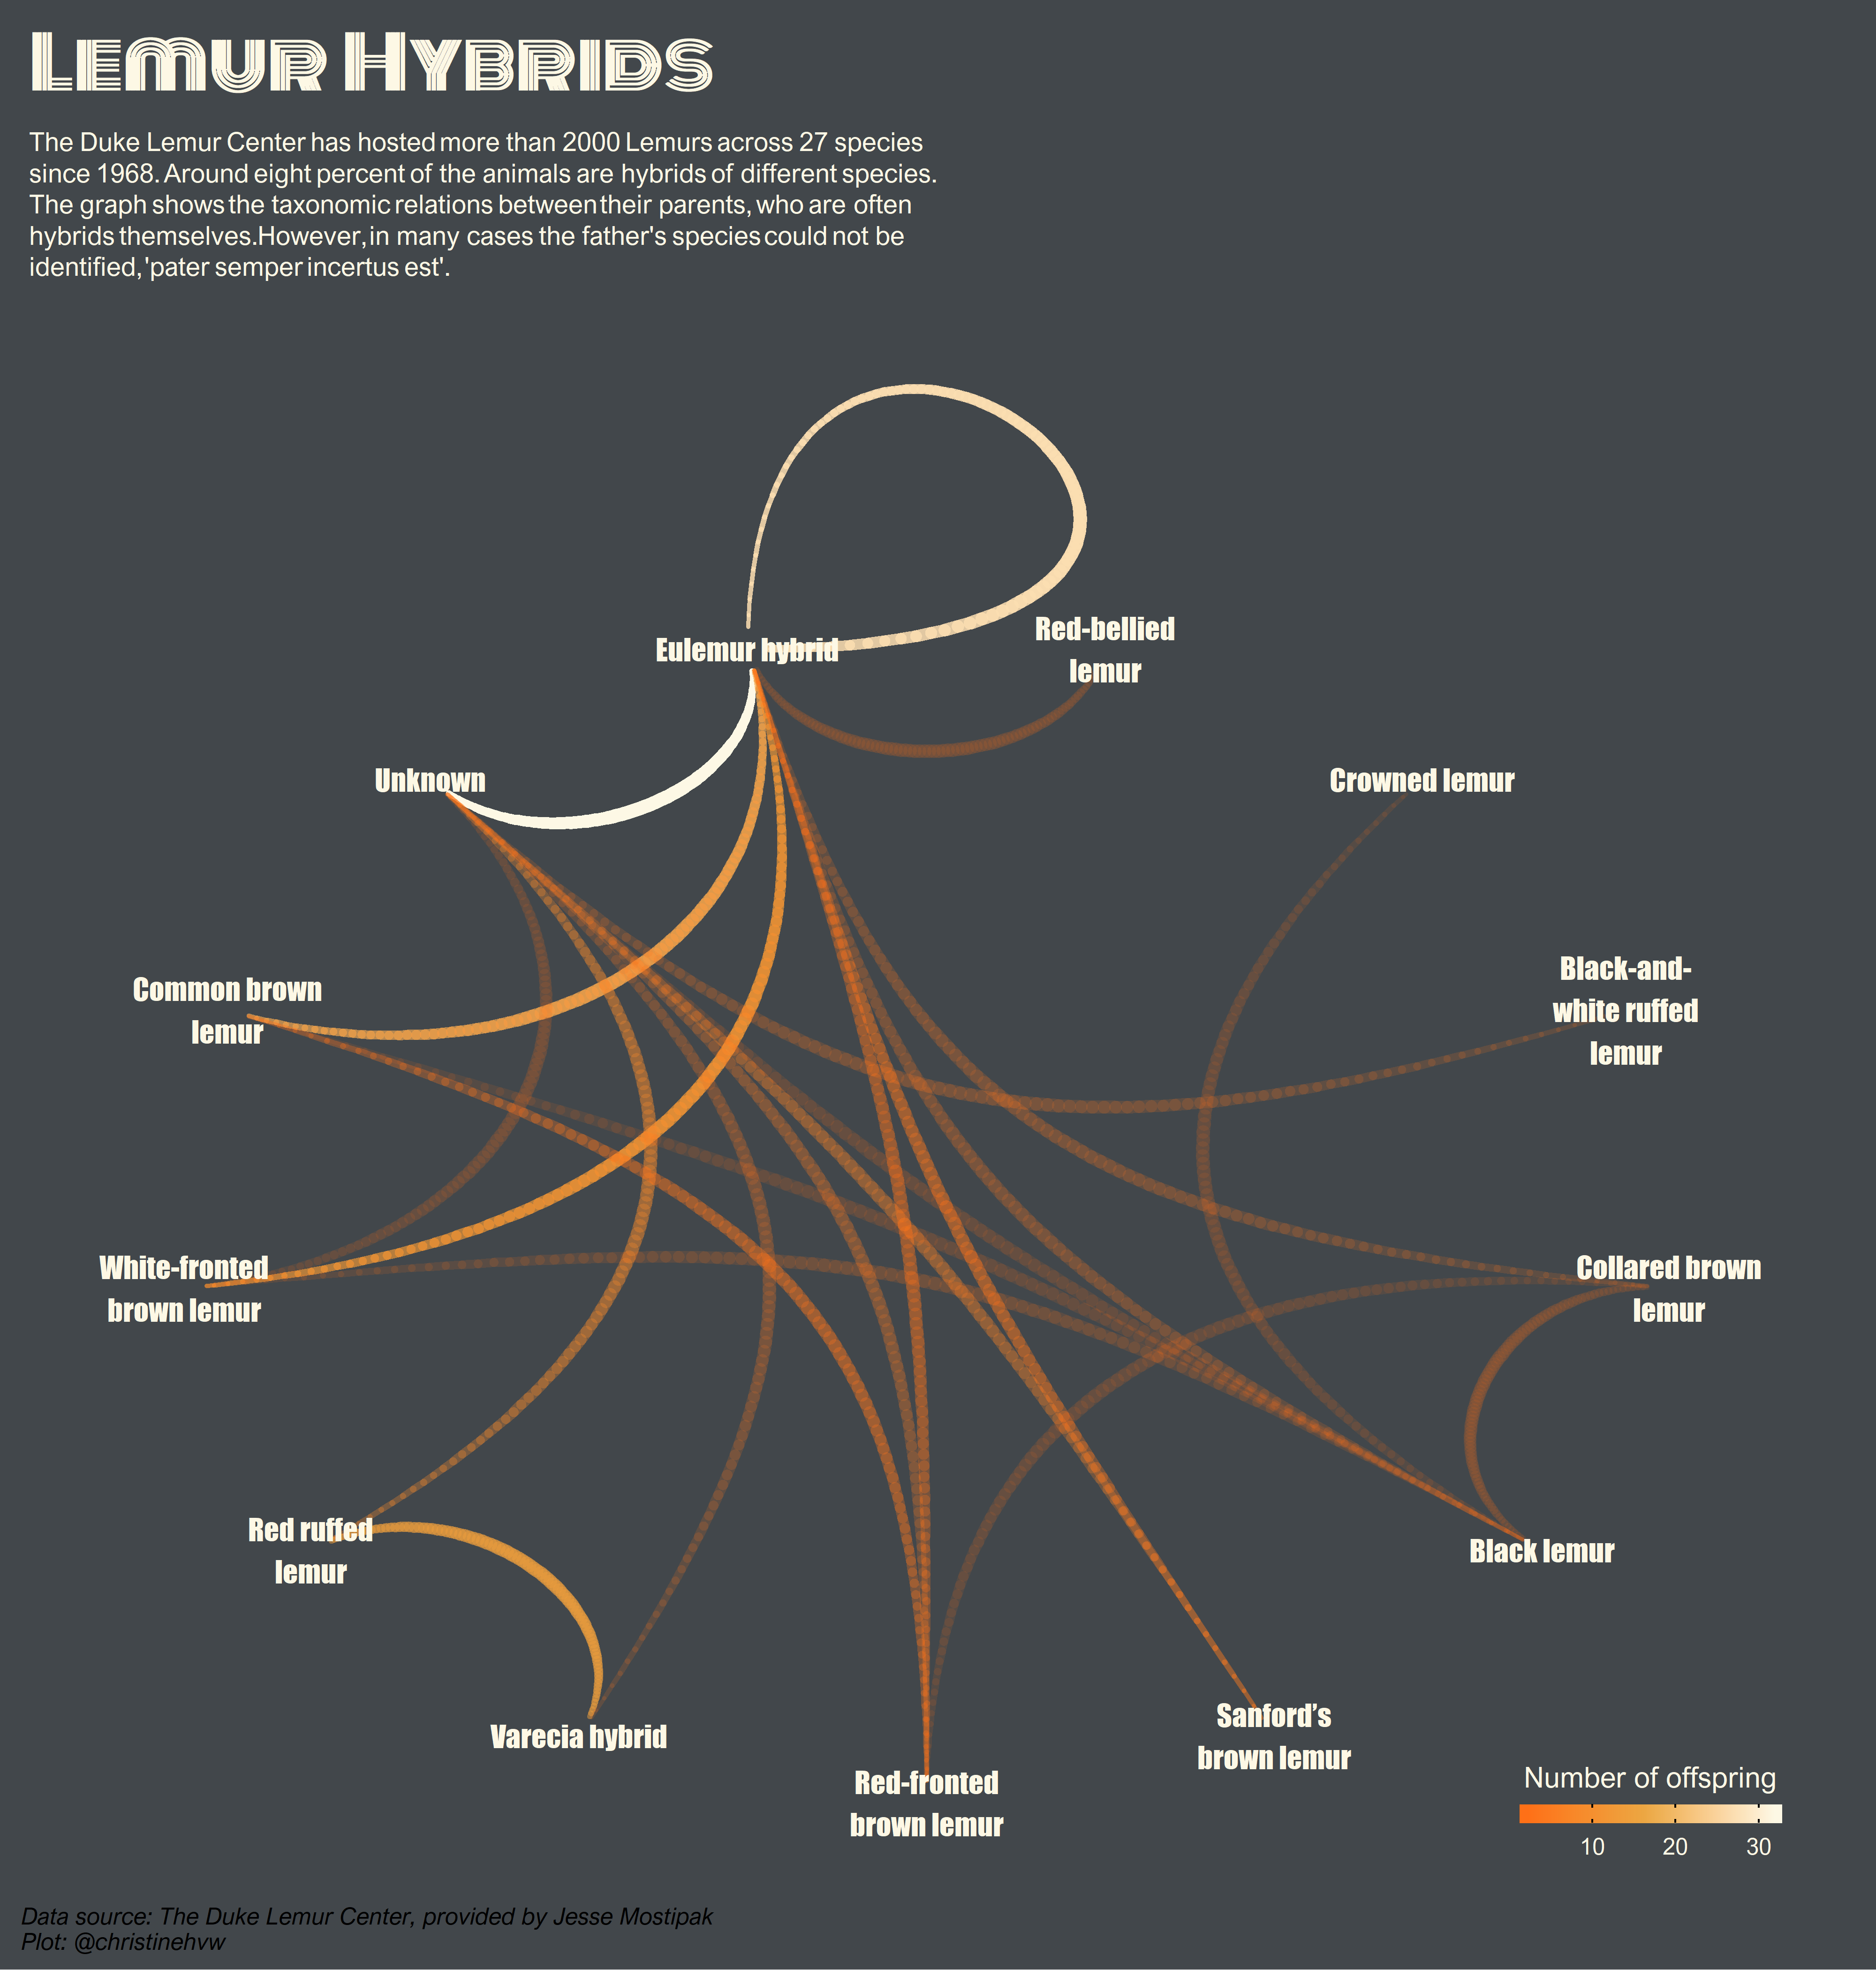 Lemur Hybrids
The Duke Lemur Center has hosted more than 2000 Lemurs across 27 species
since 1968. Around eight percent of the animals are hybrids of different species.
The graph shows the taxonomic relations between their parents, who are often
hybrids themselves.However, in many cases the father's species could not be
identified, 'pater semper incertus est'.
Eulemur hybrid
Red-bellied
lemur
Unknown
Crowned lemur
Black-and-
white ruffed
lemur
Common brown
lemur
White-fronted
brown lemur
Collared brown
lemur
Red ruffed
lemur
Black lemur
Varecia hybrid
Sanford’s
brown lemur
Red-fronted
brown lemur
Number of offspring
10 20 30
Data source: The Duke Lemur Center, provided by Jesse Mostipak
Plot: @christinehvw